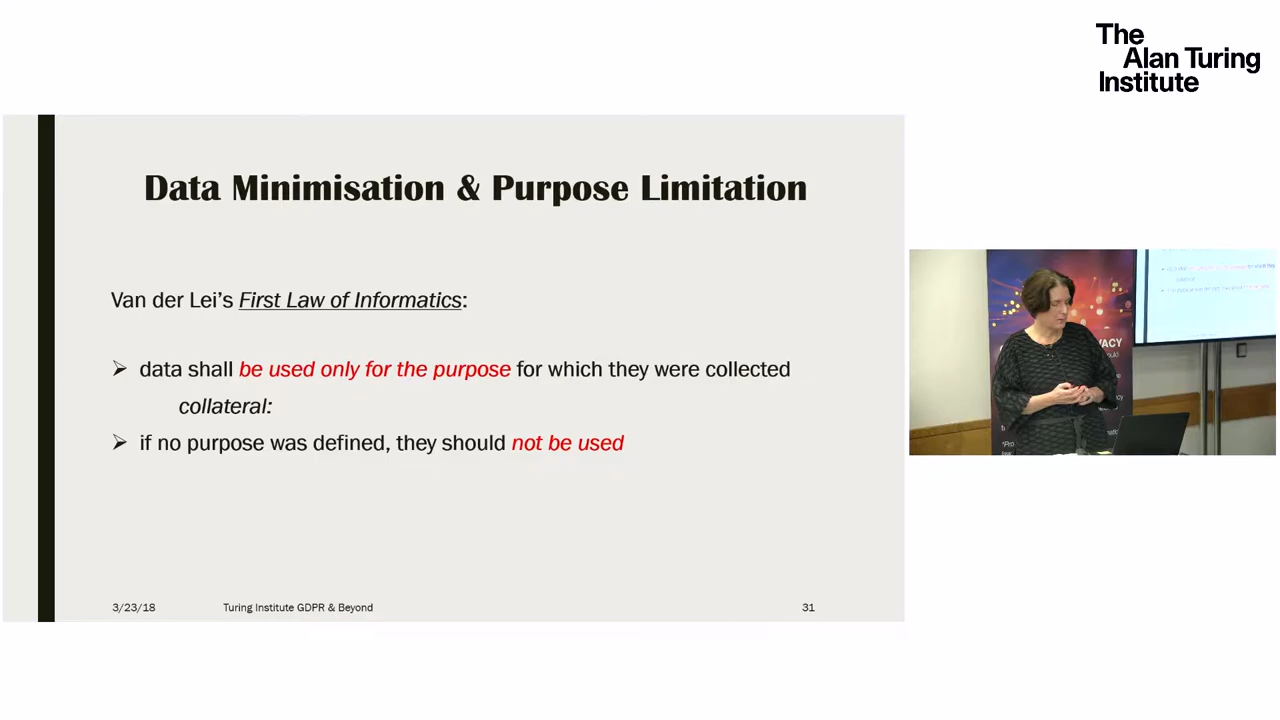 The
Alan Turing
Institute
Data Minimisation & Purpose Limitation
Van der Lei's First Law of Informatics:
➢ data shall be used only for the purpose for which they were collected
collateral:
➢ if no purpose was defined, they should not be used
3/23/18 Turing Institute GDPR & Beyond 31